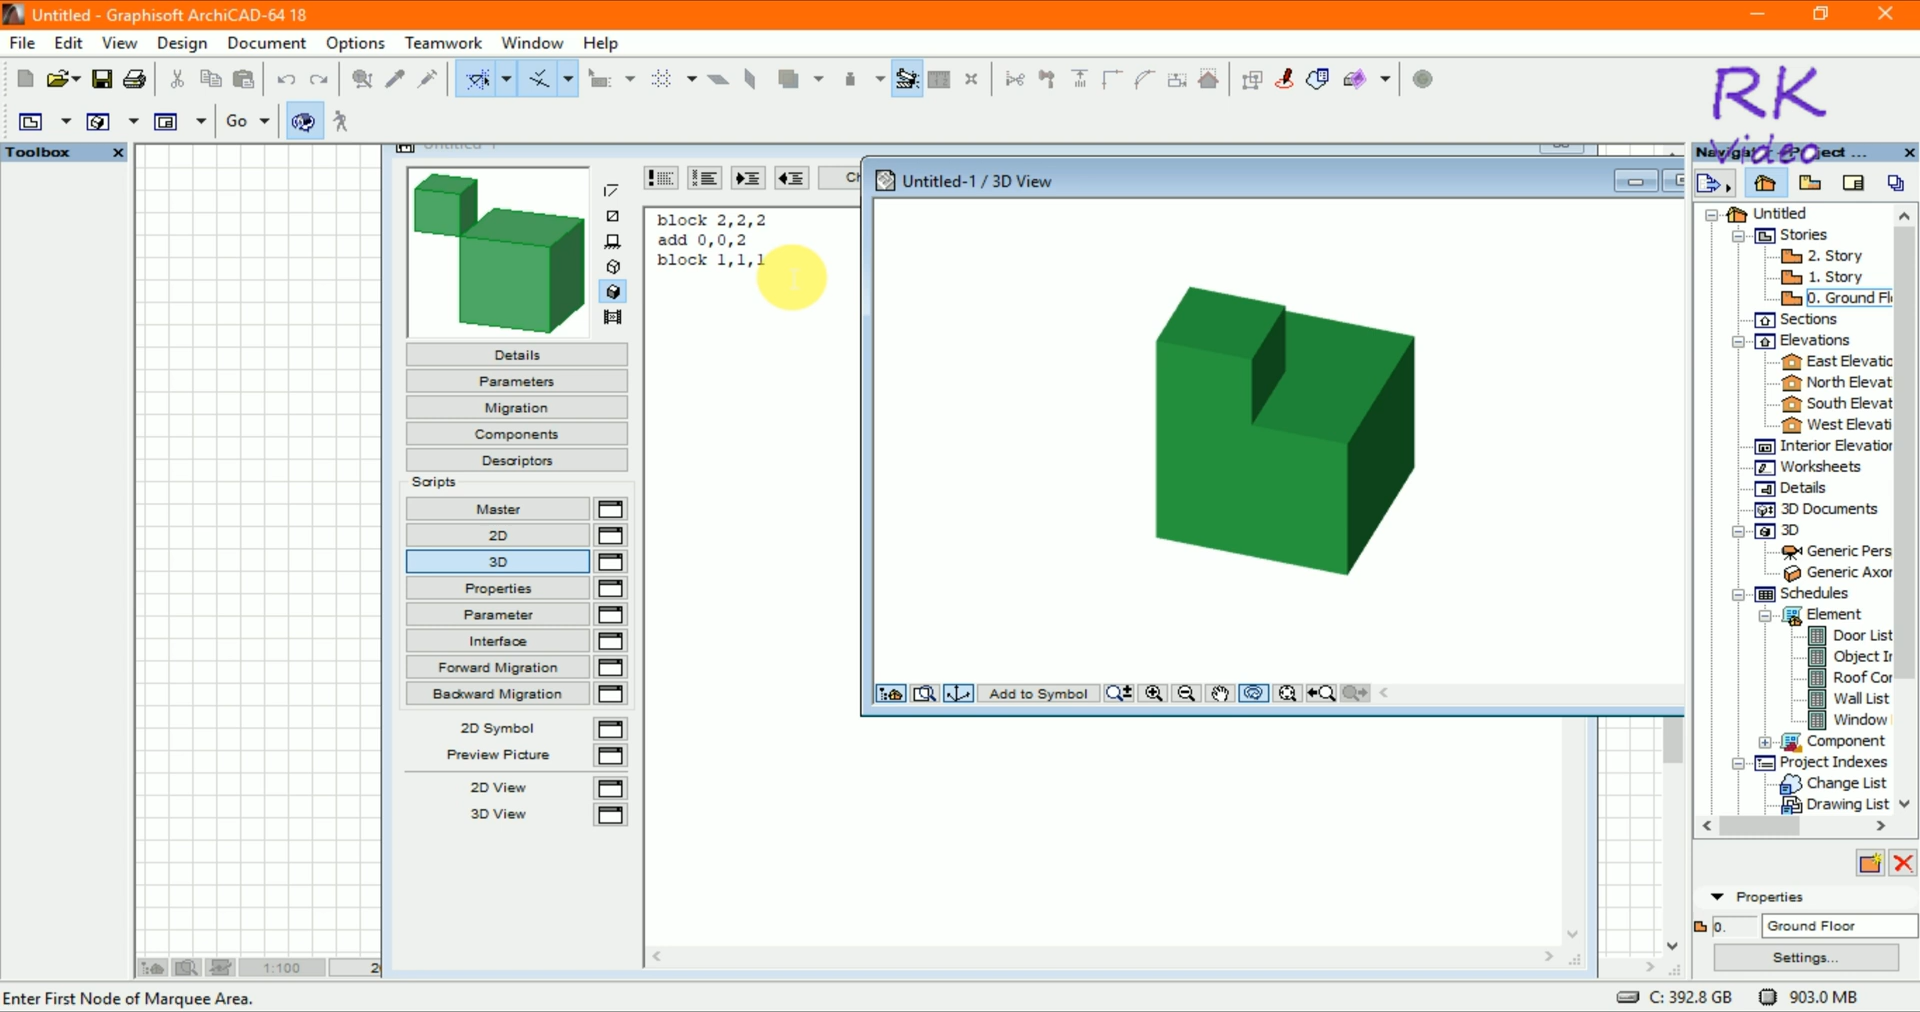 Untitled - Graphisoft ArchiCAD-64 18
File Edit View Design Document Options Teamwork Window Help
RK
Video
Go
Toolbox
Navigator - Project ...
Untitled-1 / 3D View
block 2,2,2
add 0,0,2
block 1,1,1
Details
Parameters
Migration
Components
Descriptors
Scripts
Master
2D
3D
Properties
Parameter
Interface
Forward Migration
Backward Migration
2D Symbol
Preview Picture
2D View
3D View
Add to Symbol
Untitled
Stories
2. Story
1. Story
0. Ground Fl
Sections
Elevations
East Elevatic
North Elevat
South Elevat
West Elevati
Interior Elevation
Worksheets
Details
3D Documents
3D
Generic Pers
Generic Axor
Schedules
Element
Door List
Object Ir
Roof Cor
Wall List
Window
Component
Project Indexes
Change List
Drawing List
Properties
0. Ground Floor
Settings...
1:100
Enter First Node of Marquee Area.
C: 392.8 GB 903.0 MB